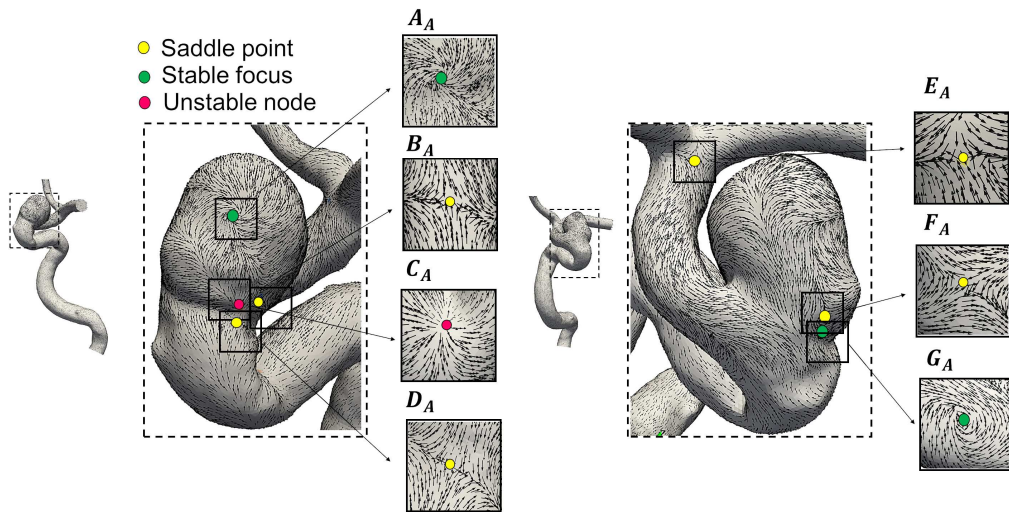 Saddle point
Stable focus
Unstable node
A_A
B_A
C_A
D_A
E_A
F_A
G_A